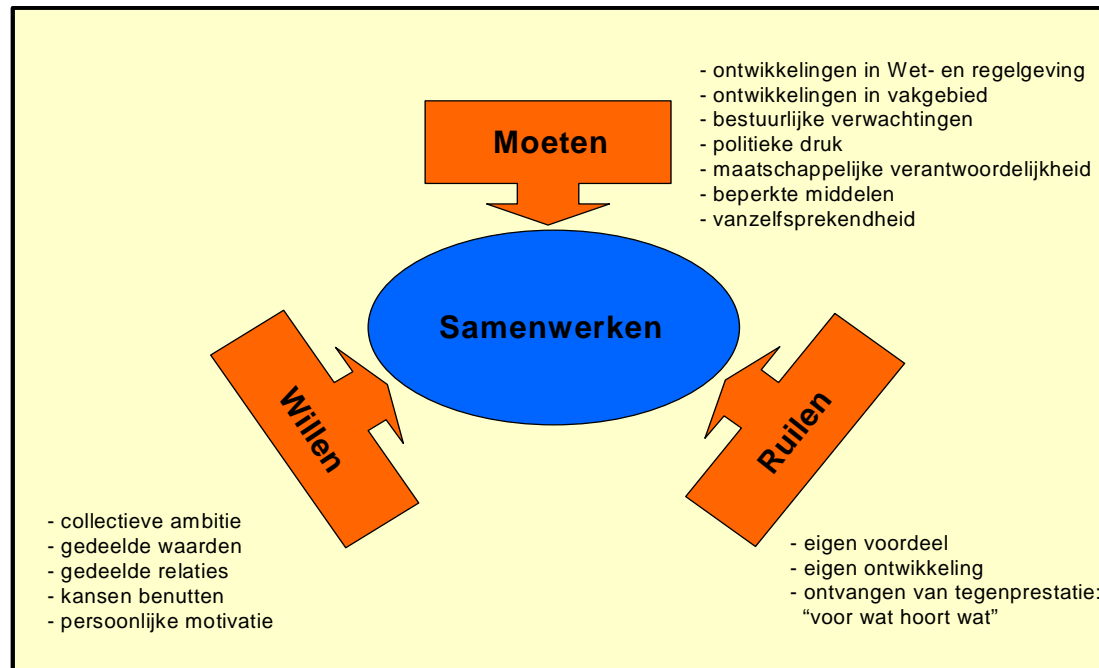 - ontwikkelingen in Wet- en regelgeving
- ontwikkelingen in vakgebied
- bestuurlijke verwachtingen
- politieke druk
- maatschappelijke verantwoordelijkheid
- beperkte middelen
- vanzelfsprekendheid
Moeten
Samenwerken
Willen
Ruilen
- collectieve ambitie
- gedeelde waarden
- gedeelde relaties
- kansen benutten
- persoonlijke motivatie
- eigen voordeel
- eigen ontwikkeling
- ontvangen van tegenprestatie:
“voor wat hoort wat”